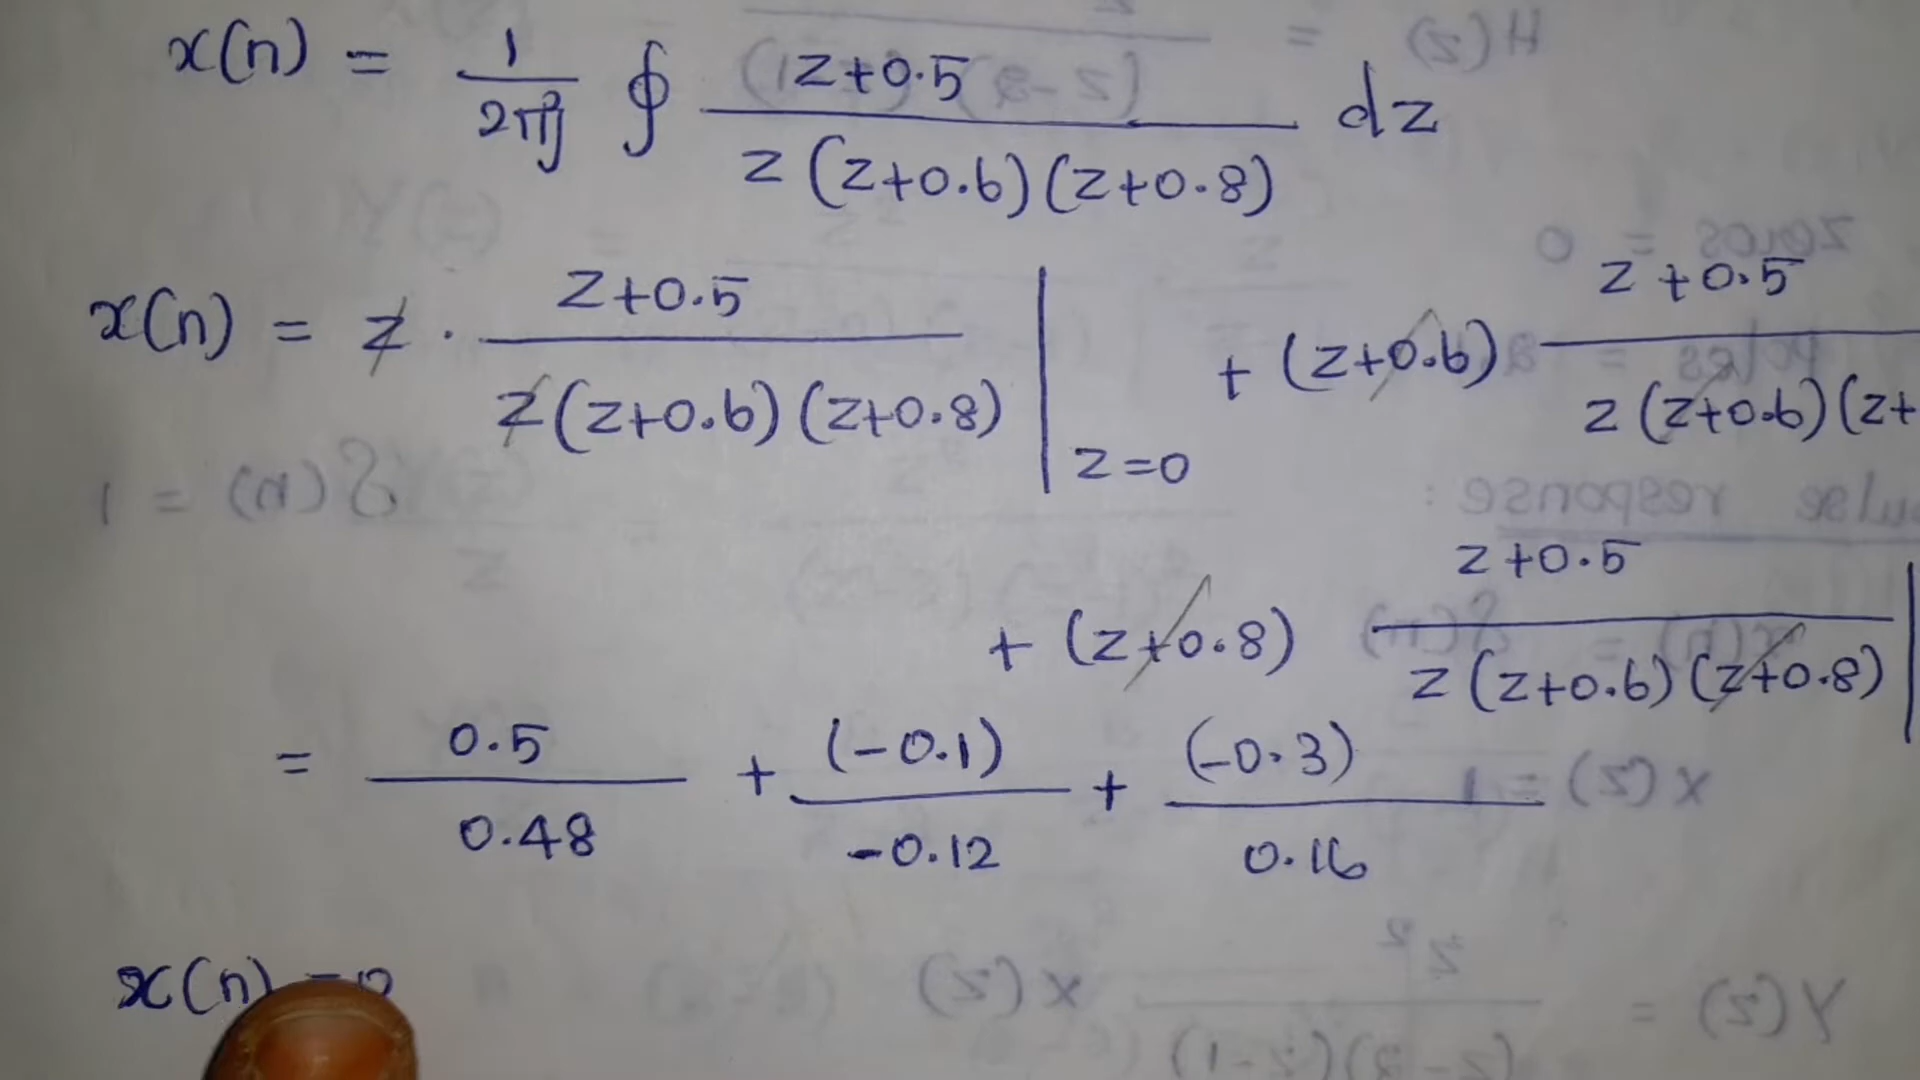 x(n) = 1/2πj ∮ z+0.5 / z(z+0.6)(z+0.8) dz
x(n) = z · z+0.5 / z(z+0.6)(z+0.8) | z=0 + (z+0.6) z+0.5 / z(z+0.6)(z+
+ (z+0.8) z+0.5 / z(z+0.6)(z+0.8) |
= 0.5/0.48 + (-0.1)/-0.12 + (-0.3)/0.16
x(n) = 0